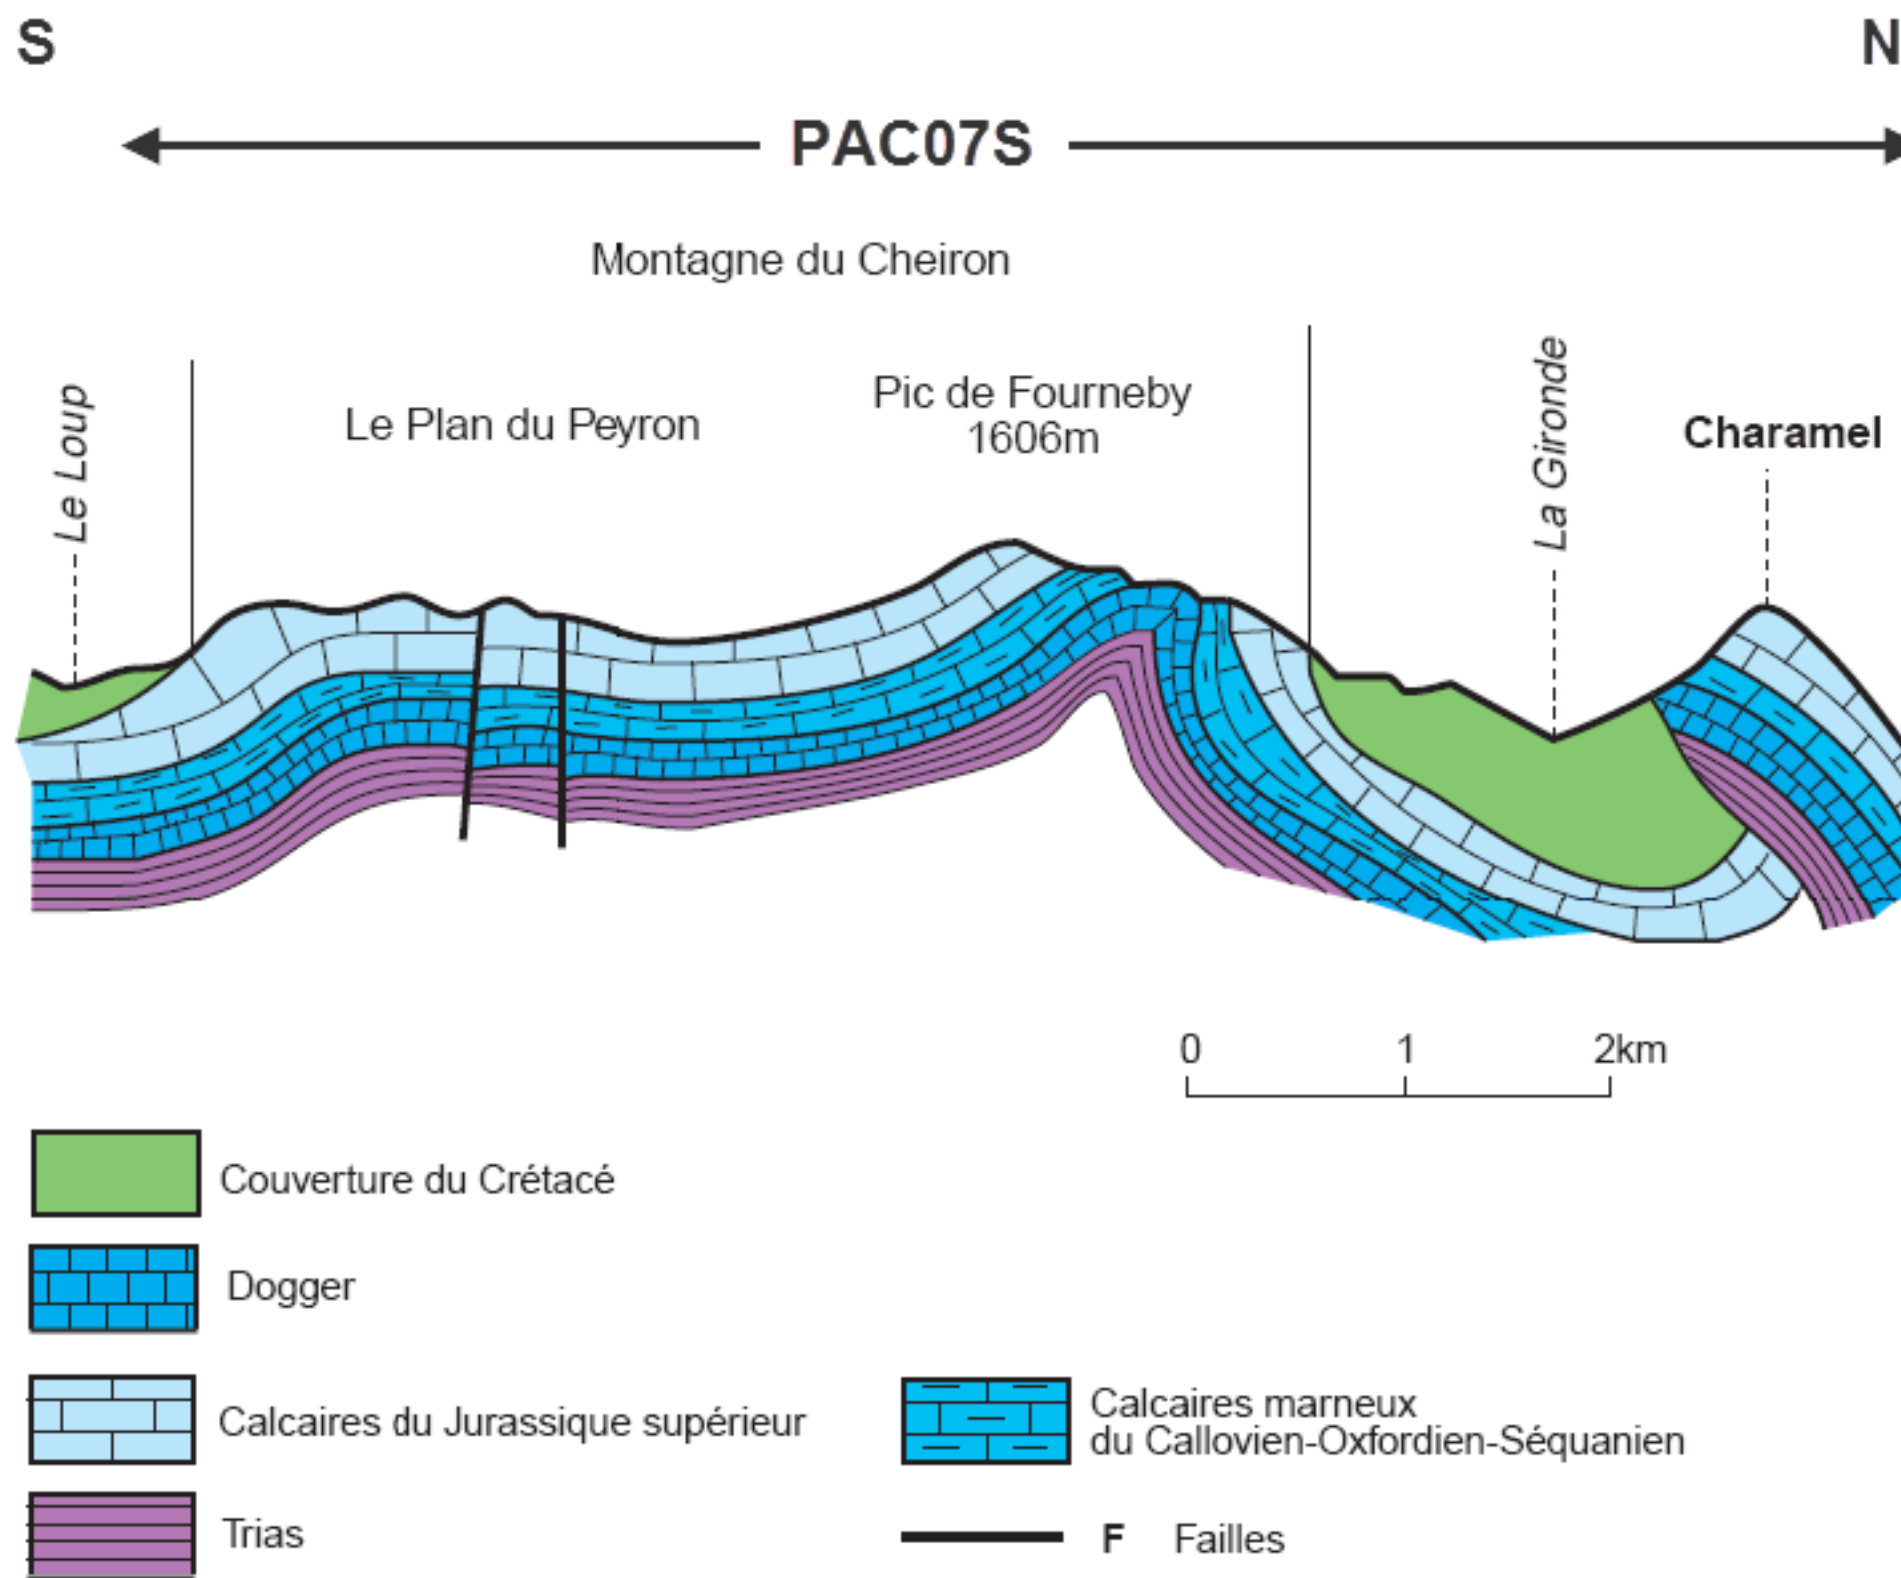 S
N
PAC07S
Montagne du Cheiron
Le Loup
Le Plan du Peyron
Pic de Fourneby
1606m
La Gironde
Charamel
0 1 2km
Couverture du Crétacé
Dogger
Calcaires du Jurassique supérieur
Trias
Calcaires marneux
du Callovien-Oxfordien-Séquanien
F Failles